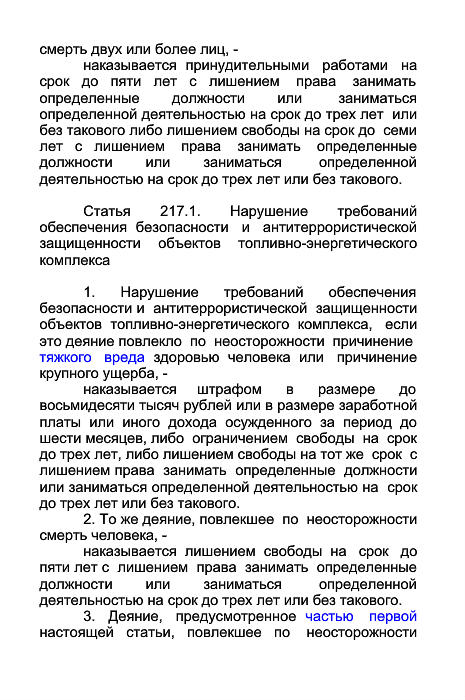 смерть двух или более лиц, -
наказывается принудительными работами на
срок до пяти лет с лишением права занимать
определенные должности или заниматься
определенной деятельностью на срок до трех лет или
без такового либо лишением свободы на срок до семи
лет с лишением права занимать определенные
должности или заниматься определенной
деятельностью на срок до трех лет или без такового.
Статья 217.1. Нарушение требований
обеспечения безопасности и антитеррористической
защищенности объектов топливно-энергетического
комплекса
1. Нарушение требований обеспечения
безопасности и антитеррористической защищенности
объектов топливно-энергетического комплекса, если
это деяние повлекло по неосторожности причинение
тяжкого вреда здоровью человека или причинение
крупного ущерба, -
наказывается штрафом в размере до
восьмидесяти тысяч рублей или в размере заработной
платы или иного дохода осужденного за период до
шести месяцев, либо ограничением свободы на срок
до трех лет, либо лишением свободы на тот же срок с
лишением права занимать определенные должности
или заниматься определенной деятельностью на срок
до трех лет или без такового.
2. То же деяние, повлекшее по неосторожности
смерть человека, -
наказывается лишением свободы на срок до
пяти лет с лишением права занимать определенные
должности или заниматься определенной
деятельностью на срок до трех лет или без такового.
3. Деяние, предусмотренное частью первой
настоящей статьи, повлекшее по неосторожности